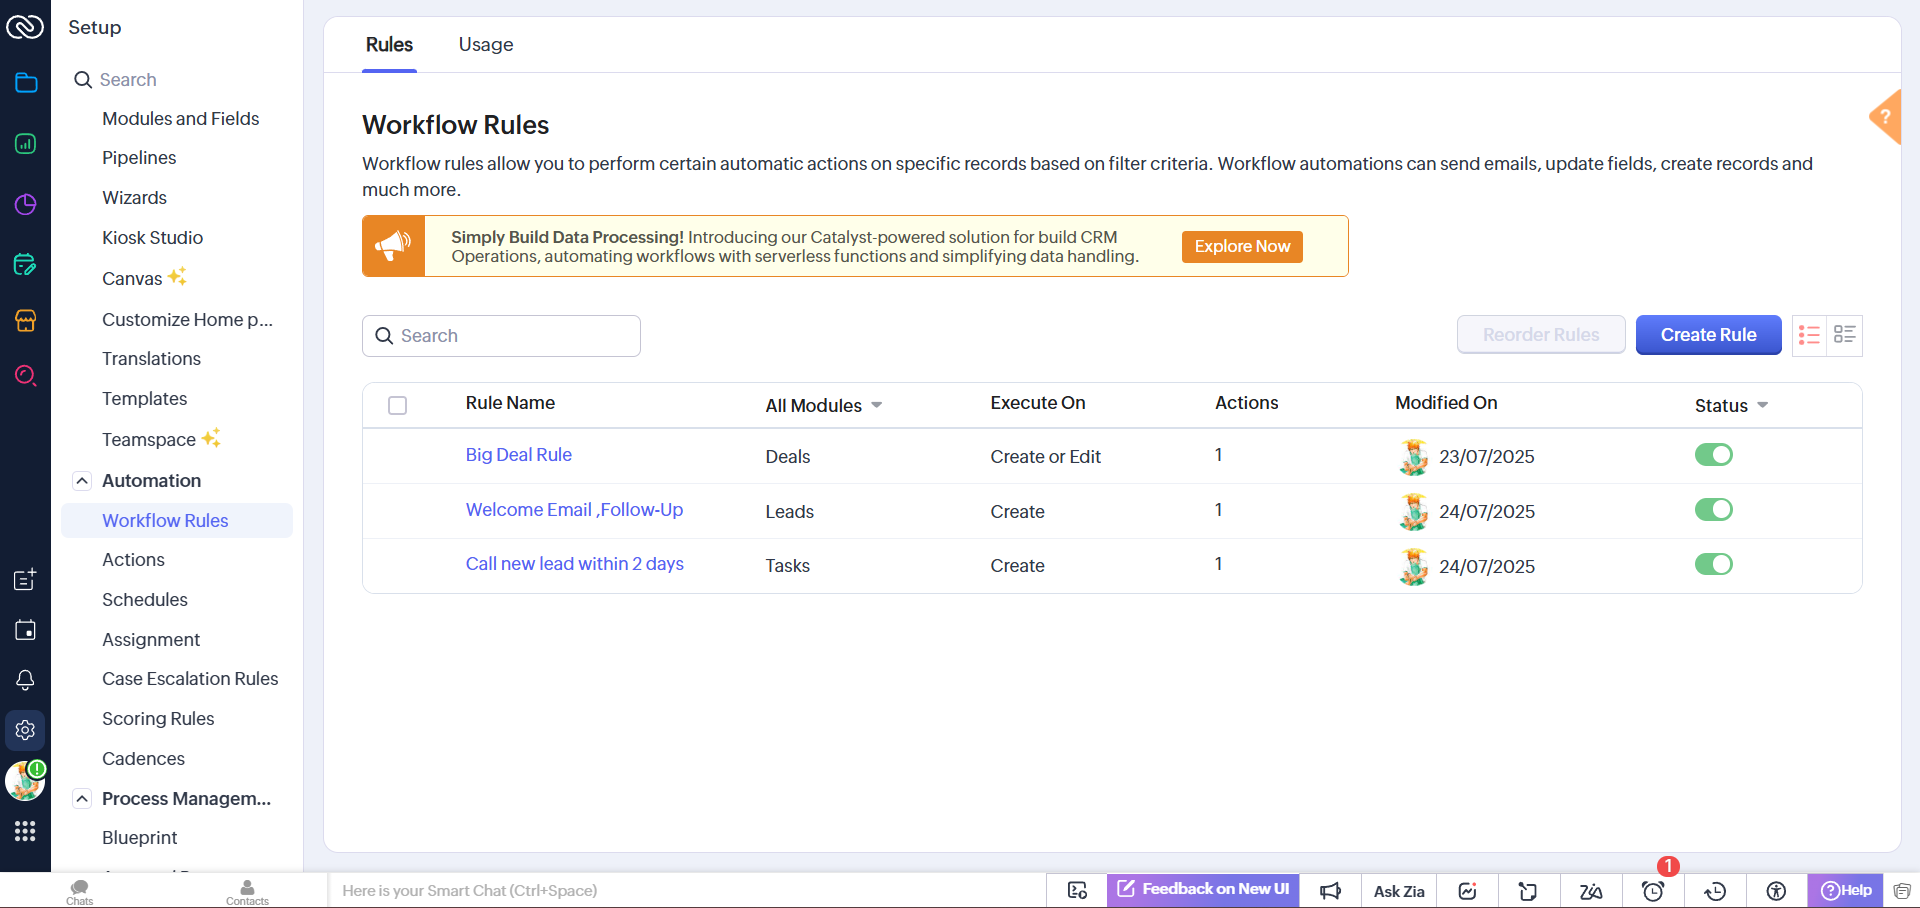 Setup
Search
Modules and Fields
Pipelines
Wizards
Kiosk Studio
Canvas
Customize Home p...
Translations
Templates
Teamspace
Automation
Workflow Rules
Actions
Schedules
Assignment
Case Escalation Rules
Scoring Rules
Cadences
Process Managem...
Blueprint
Rules
Usage
?
Workflow Rules
Workflow rules allow you to perform certain automatic actions on specific records based on filter criteria. Workflow automations can send emails, update fields, create records and
much more.
Simply Build Data Processing! Introducing our Catalyst-powered solution for build CRM
Operations, automating workflows with serverless functions and simplifying data handling.
Explore Now
Search
Reorder Rules
Create Rule
Rule Name All Modules Execute On Actions Modified On Status
Big Deal Rule Deals Create or Edit 1 23/07/2025
Welcome Email ,Follow-Up Leads Create 1 24/07/2025
Call new lead within 2 days Tasks Create 1 24/07/2025
Chats
Contacts
Here is your Smart Chat (Ctrl+Space)
Feedback on New UI
Ask Zia
1
Help